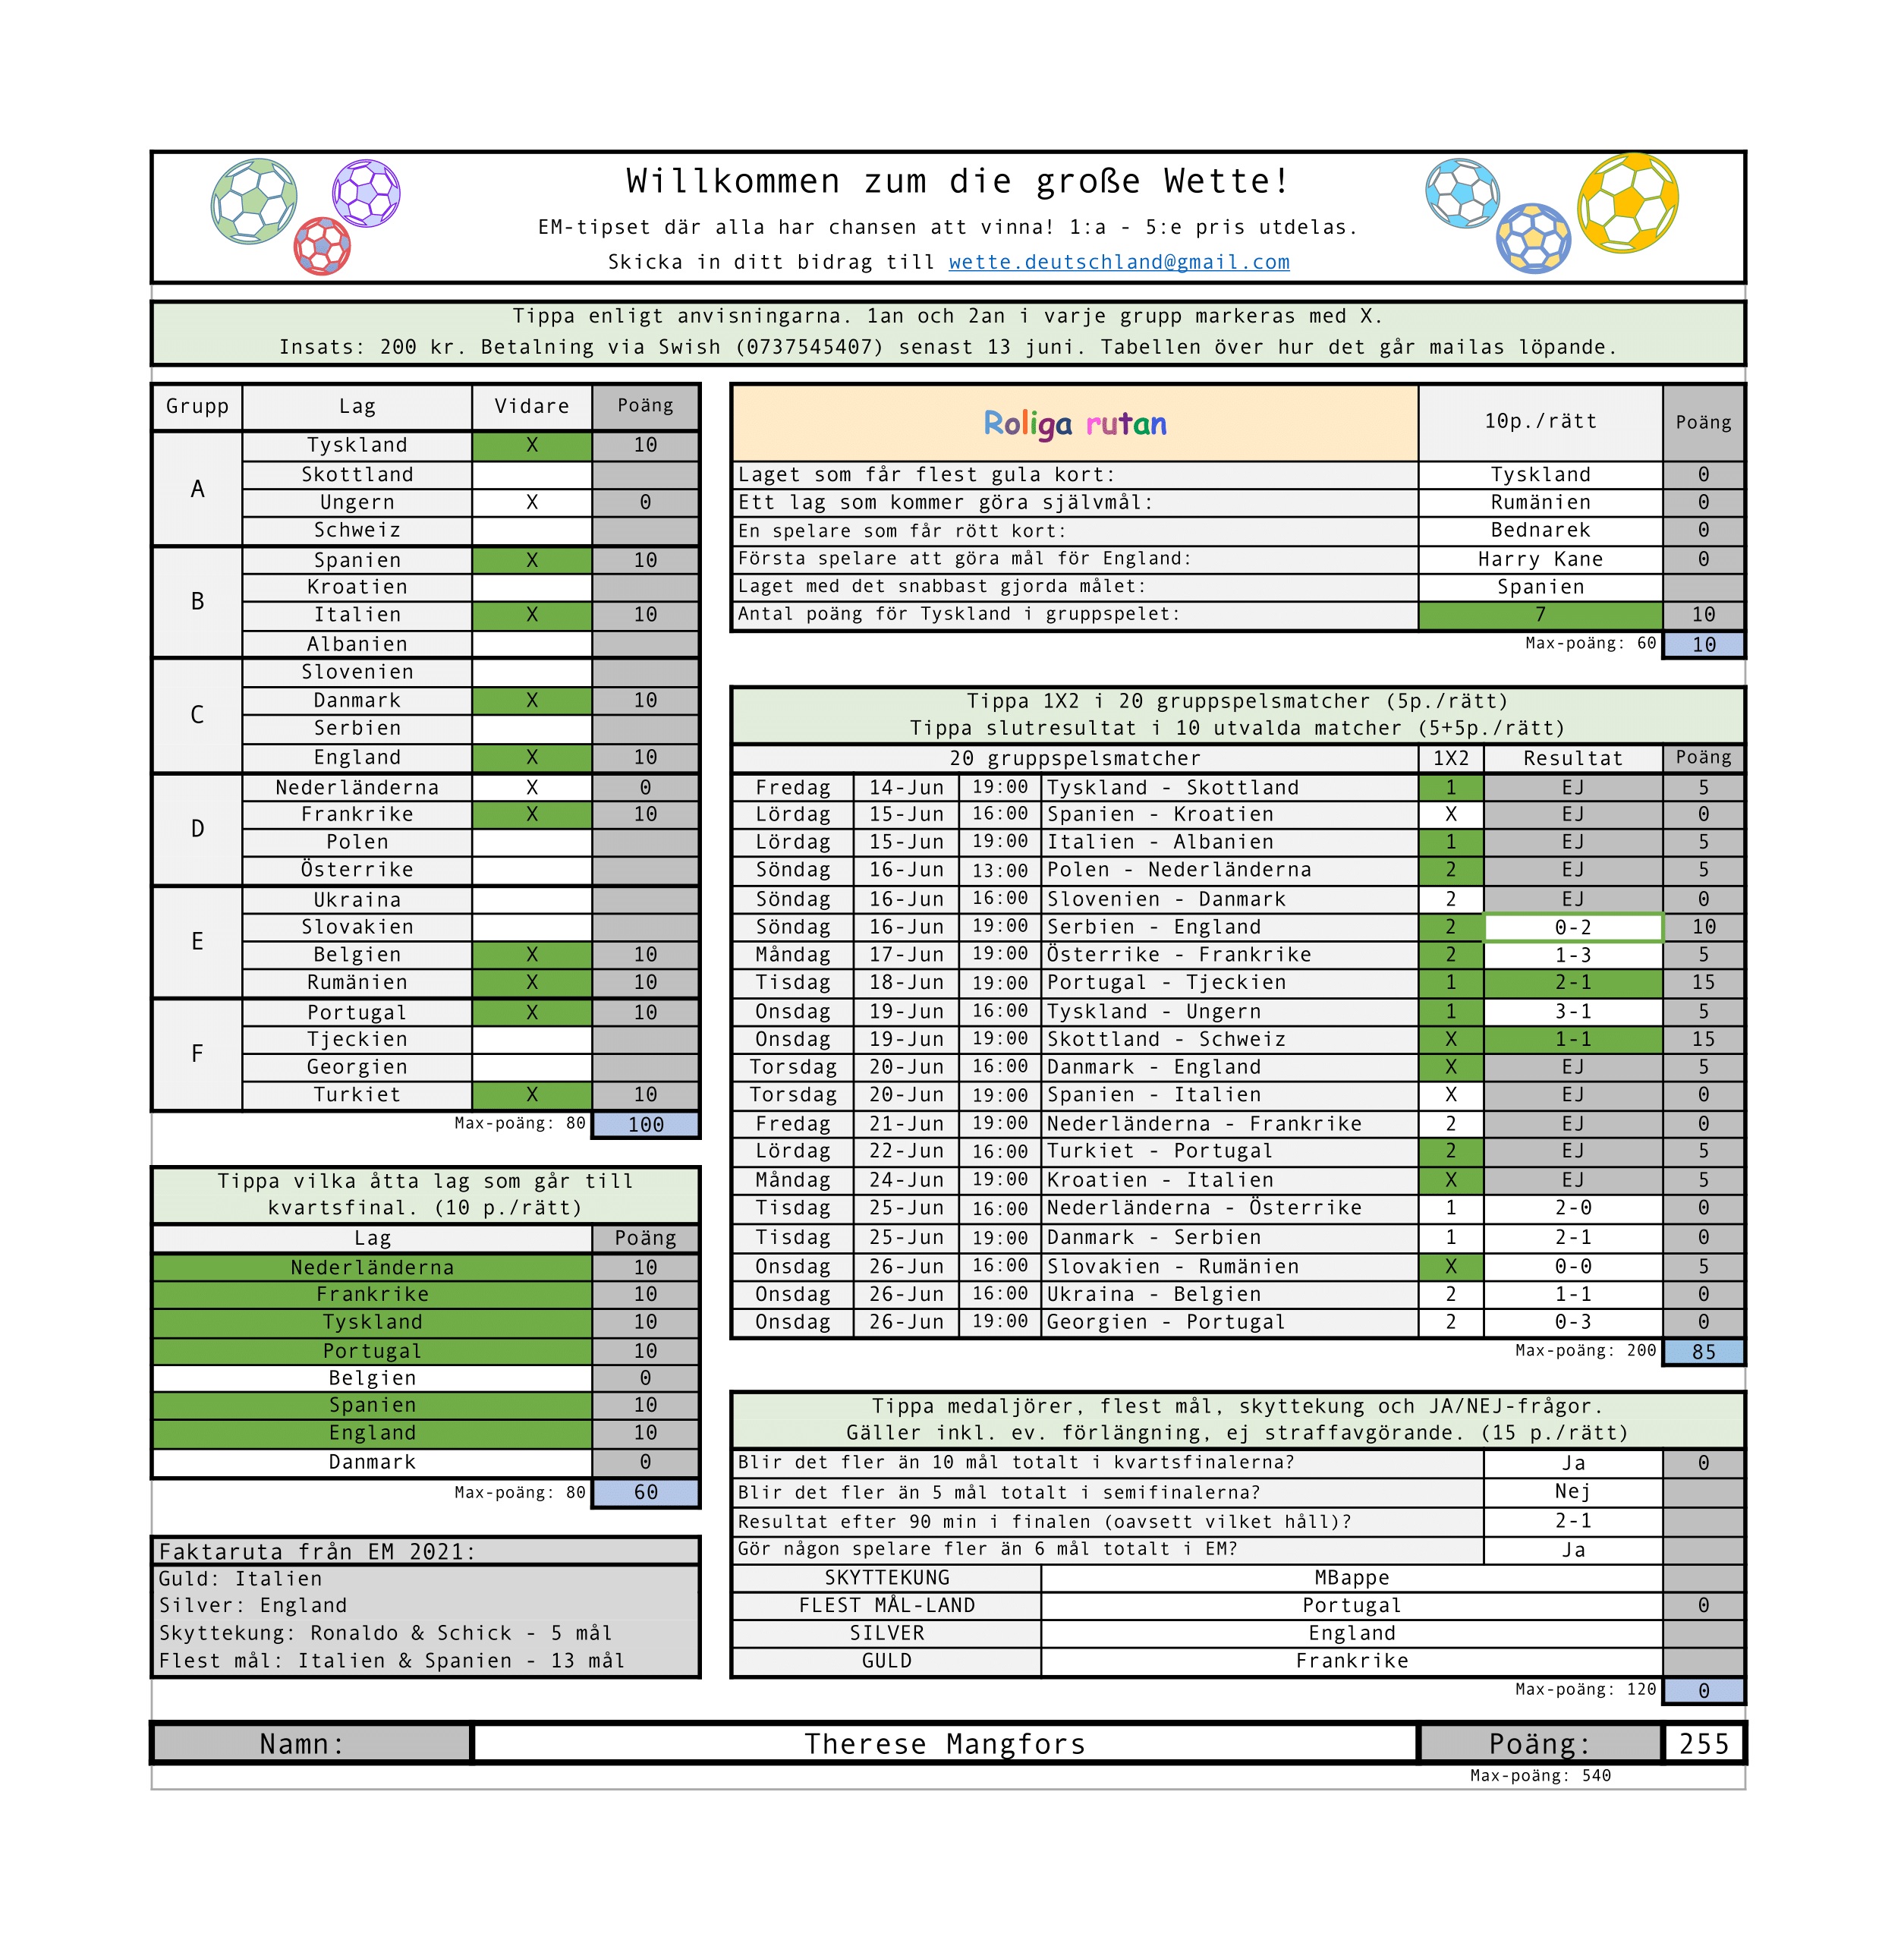 Willkommen zum die große Wette!
EM-tipset där alla har chansen att vinna! 1:a - 5:e pris utdelas.
Skicka in ditt bidrag till wette.deutschland@gmail.com
Tippa enligt anvisningarna. 1an och 2an i varje grupp markeras med X.
Insats: 200 kr. Betalning via Swish (0737545407) senast 13 juni. Tabellen över hur det går mailas löpande.
Grupp Lag Vidare Poäng
A
Tyskland X 10
Skottland
Ungern X 0
Schweiz
B
Spanien X 10
Kroatien
Italien X 10
Albanien
C
Slovenien
Danmark X 10
Serbien
England X 10
D
Nederländerna X 0
Frankrike X 10
Polen
Österrike
E
Ukraina
Slovakien
Belgien X 10
Rumänien X 10
F
Portugal X 10
Tjeckien
Georgien
Turkiet X 10
Max-poäng: 80 100
Tippa vilka åtta lag som går till
kvartsfinal. (10 p./rätt)
Lag Poäng
Nederländerna 10
Frankrike 10
Tyskland 10
Portugal 10
Belgien 0
Spanien 10
England 10
Danmark 0
Max-poäng: 80 60
Faktaruta från EM 2021:
Guld: Italien
Silver: England
Skyttekung: Ronaldo & Schick - 5 mål
Flest mål: Italien & Spanien - 13 mål
Roliga rutan 10p./rätt Poäng
Laget som får flest gula kort: Tyskland 0
Ett lag som kommer göra självmål: Rumänien 0
En spelare som får rött kort: Bednarek 0
Första spelare att göra mål för England: Harry Kane 0
Laget med det snabbast gjorda målet: Spanien
Antal poäng för Tyskland i gruppspelet: 7 10
Max-poäng: 60 10
Tippa 1X2 i 20 gruppspelsmatcher (5p./rätt)
Tippa slutresultat i 10 utvalda matcher (5+5p./rätt)
20 gruppspelsmatcher 1X2 Resultat Poäng
Fredag 14-Jun 19:00 Tyskland - Skottland 1 EJ 5
Lördag 15-Jun 16:00 Spanien - Kroatien X EJ 0
Lördag 15-Jun 19:00 Italien - Albanien 1 EJ 5
Söndag 16-Jun 13:00 Polen - Nederländerna 2 EJ 5
Söndag 16-Jun 16:00 Slovenien - Danmark 2 EJ 0
Söndag 16-Jun 19:00 Serbien - England 2 0-2 10
Måndag 17-Jun 19:00 Österrike - Frankrike 2 1-3 5
Tisdag 18-Jun 19:00 Portugal - Tjeckien 1 2-1 15
Onsdag 19-Jun 16:00 Tyskland - Ungern 1 3-1 5
Onsdag 19-Jun 19:00 Skottland - Schweiz X 1-1 15
Torsdag 20-Jun 16:00 Danmark - England X EJ 5
Torsdag 20-Jun 19:00 Spanien - Italien X EJ 0
Fredag 21-Jun 19:00 Nederländerna - Frankrike 2 EJ 0
Lördag 22-Jun 16:00 Turkiet - Portugal 2 EJ 5
Måndag 24-Jun 19:00 Kroatien - Italien X EJ 5
Tisdag 25-Jun 16:00 Nederländerna - Österrike 1 2-0 0
Tisdag 25-Jun 19:00 Danmark - Serbien 1 2-1 0
Onsdag 26-Jun 16:00 Slovakien - Rumänien X 0-0 5
Onsdag 26-Jun 16:00 Ukraina - Belgien 2 1-1 0
Onsdag 26-Jun 19:00 Georgien - Portugal 2 0-3 0
Max-poäng: 200 85
Tippa medaljörer, flest mål, skyttekung och JA/NEJ-frågor.
Gäller inkl. ev. förlängning, ej straffavgörande. (15 p./rätt)
Blir det fler än 10 mål totalt i kvartsfinalerna? Ja 0
Blir det fler än 5 mål totalt i semifinalerna? Nej
Resultat efter 90 min i finalen (oavsett vilket håll)? 2-1
Gör någon spelare fler än 6 mål totalt i EM? Ja
SKYTTEKUNG MBappe
FLEST MÅL-LAND Portugal 0
SILVER England
GULD Frankrike
Max-poäng: 120 0
Namn: Therese Mangfors Poäng: 255
Max-poäng: 540